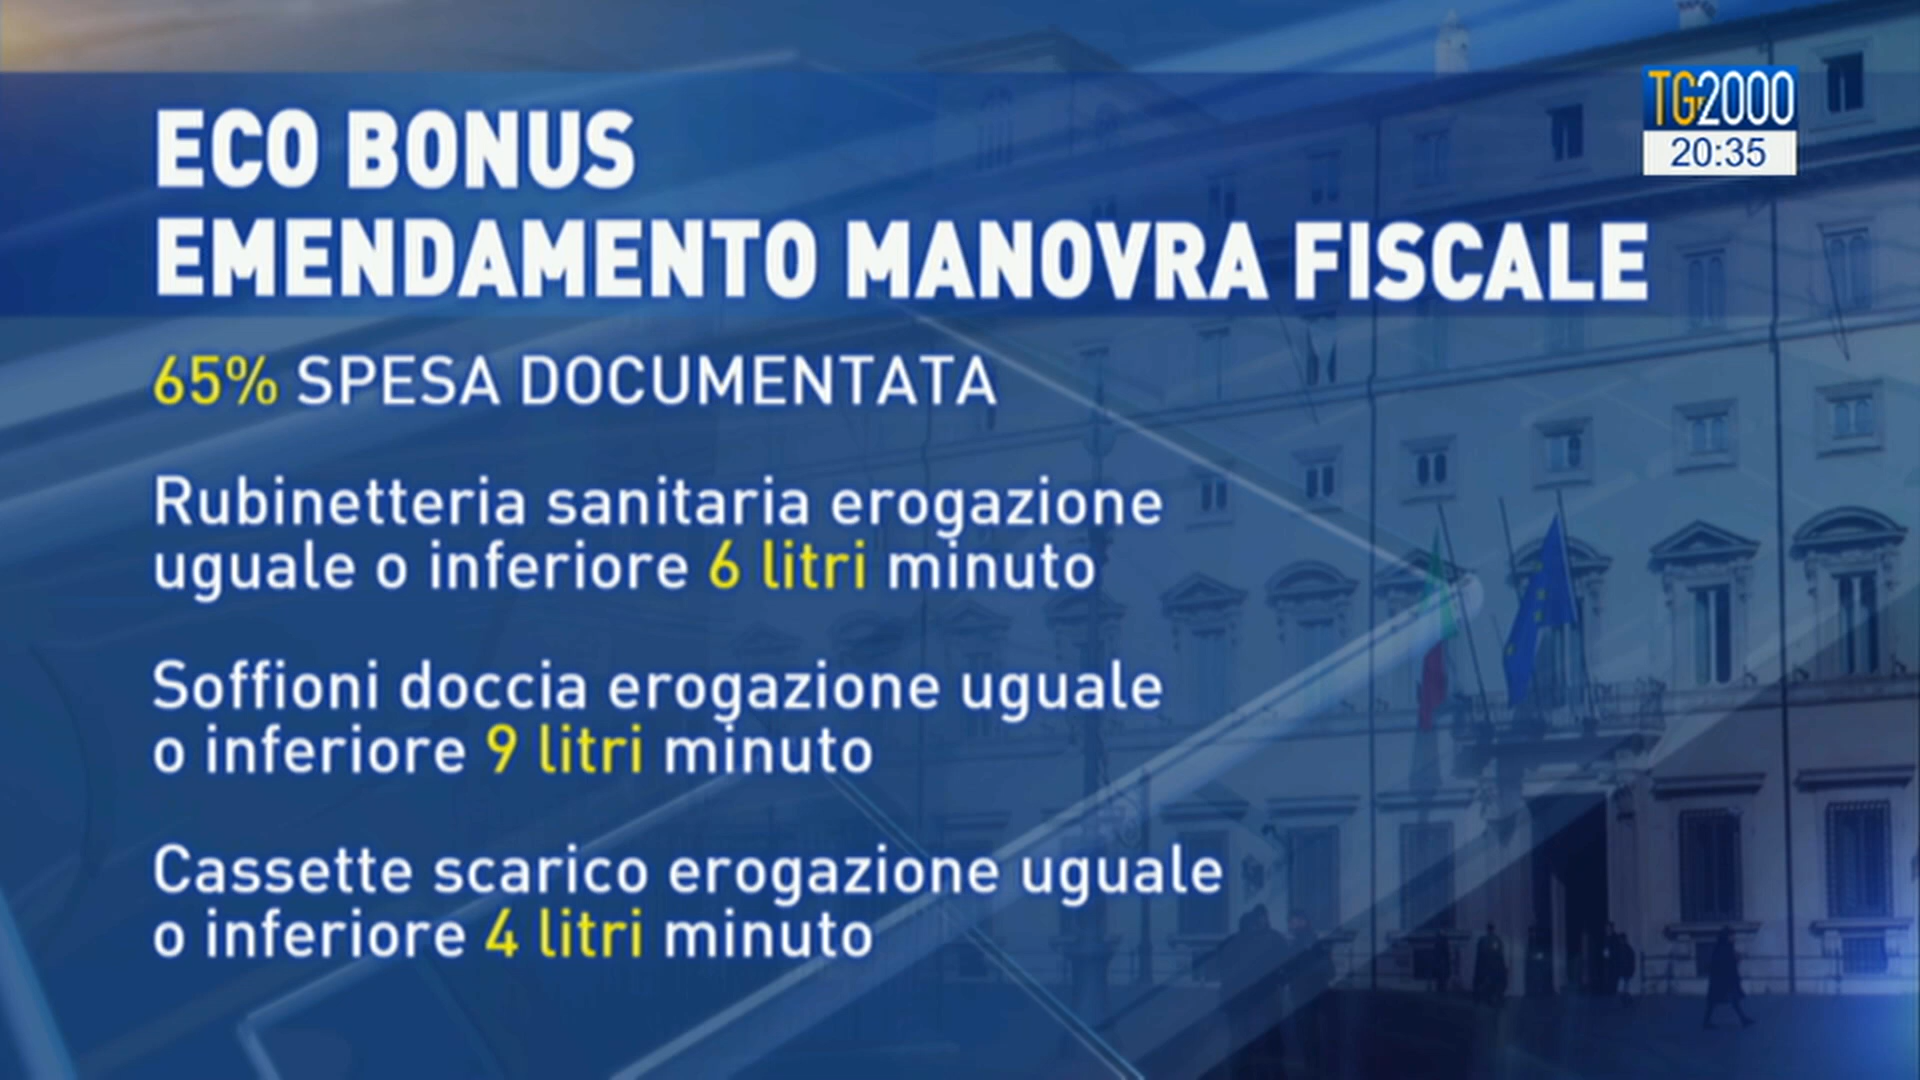 ECO BONUS
EMENDAMENTO MANOVRA FISCALE
TG2000
20:35
65% SPESA DOCUMENTATA
Rubinetteria sanitaria erogazione
uguale o inferiore 6 litri minuto
Soffioni doccia erogazione uguale
o inferiore 9 litri minuto
Cassette scarico erogazione uguale
o inferiore 4 litri minuto